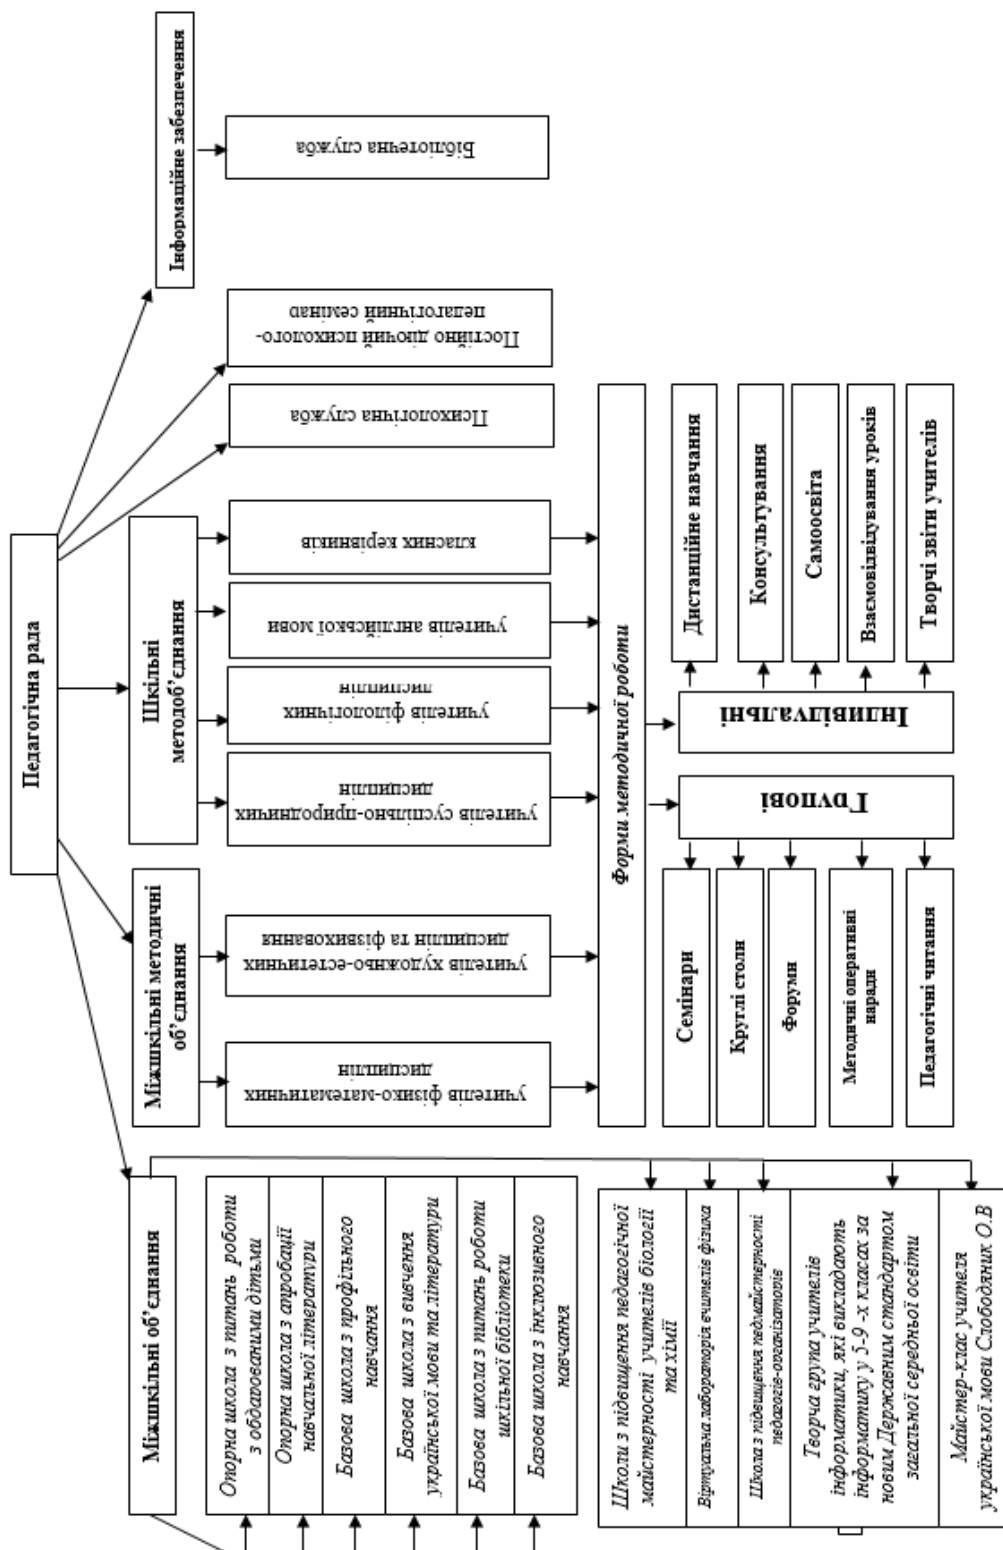 Педагогічна рада
Міжшкільні об’єднання
Міжшкільні методичні
об’єднання
Шкільні
методоб’єднання
Інформаційне забезпечення
Опорна школа з питань роботи
з обдарованими дітьми
Опорна школа з апробації
навчальної літератури
Базова школа з профільного
навчання
Базова школа з вивчення
української мови та літератури
Базова школа з питань роботи
шкільної бібліотеки
Базова школа з інклюзивного
навчання
учителів фізико-математичних
дисциплін
учителів художньо-естетичних
дисциплін та фізвиховання
учителів суспільно-природничих
дисциплін
учителів філологічних
дисциплін
учителів англійської мови
класних керівників
Психологічна служба
Постійно діючий психолого-
педагогічний семінар
Бібліотечна служба
Школи з підвищення педагогічної
майстерності учителів біології
та хімії
Віртуальна лабораторія вчителів фізика
Школа з підвищення педмайстерності
педагогів-організаторів
Творча група учителів
інформатики, які викладають
інформатику у 5-9 -х класах за
новим Державним стандартом
загальної середньої освіти
Майстер-клас учителя
української мови Слободяник О.В
Форми методичної роботи
Групові
Індивідуальні
Семінари
Круглі столи
Форуми
Методичні оперативні
наради
Педагогічні читання
Дистанційне навчання
Консультування
Самоосвіта
Взаємовідвідування уроків
Творчі звіти учителів